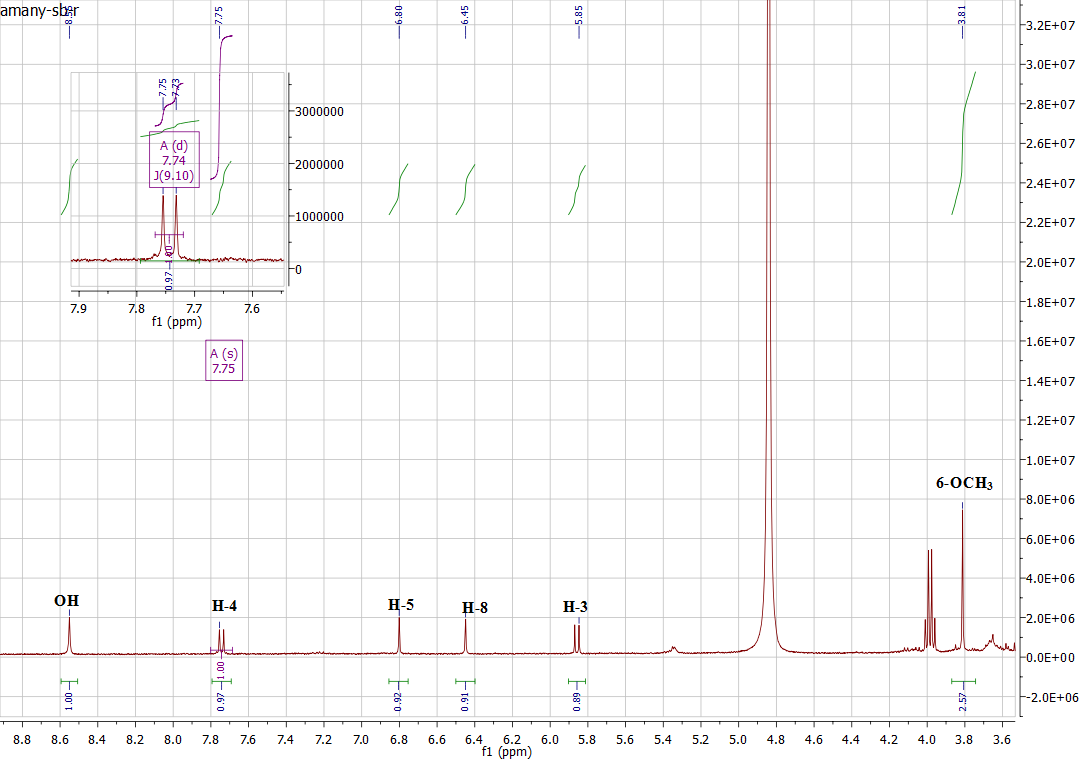 amany-sb-r
8.55
7.75
6.80
6.45
5.85
3.81
3.2E+07
3.0E+07
2.8E+07
2.6E+07
2.4E+07
2.2E+07
2.0E+07
1.8E+07
1.6E+07
1.4E+07
1.2E+07
1.0E+07
8.0E+06
6.0E+06
4.0E+06
2.0E+06
0.0E+00
-2.0E+06
7.75
7.73
A (d)
7.74
J(9.10)
3000000
2000000
1000000
0
1.00
0.97
7.9 7.8 7.7 7.6
f1 (ppm)
A (s)
7.75
6-OCH₃
OH
H-4
H-5
H-8
H-3
1.00
1.00
0.97
0.92
0.91
0.89
2.57
8.8 8.6 8.4 8.2 8.0 7.8 7.6 7.4 7.2 7.0 6.8 6.6 6.4 6.2 6.0 5.8 5.6 5.4 5.2 5.0 4.8 4.6 4.4 4.2 4.0 3.8 3.6
f1 (ppm)